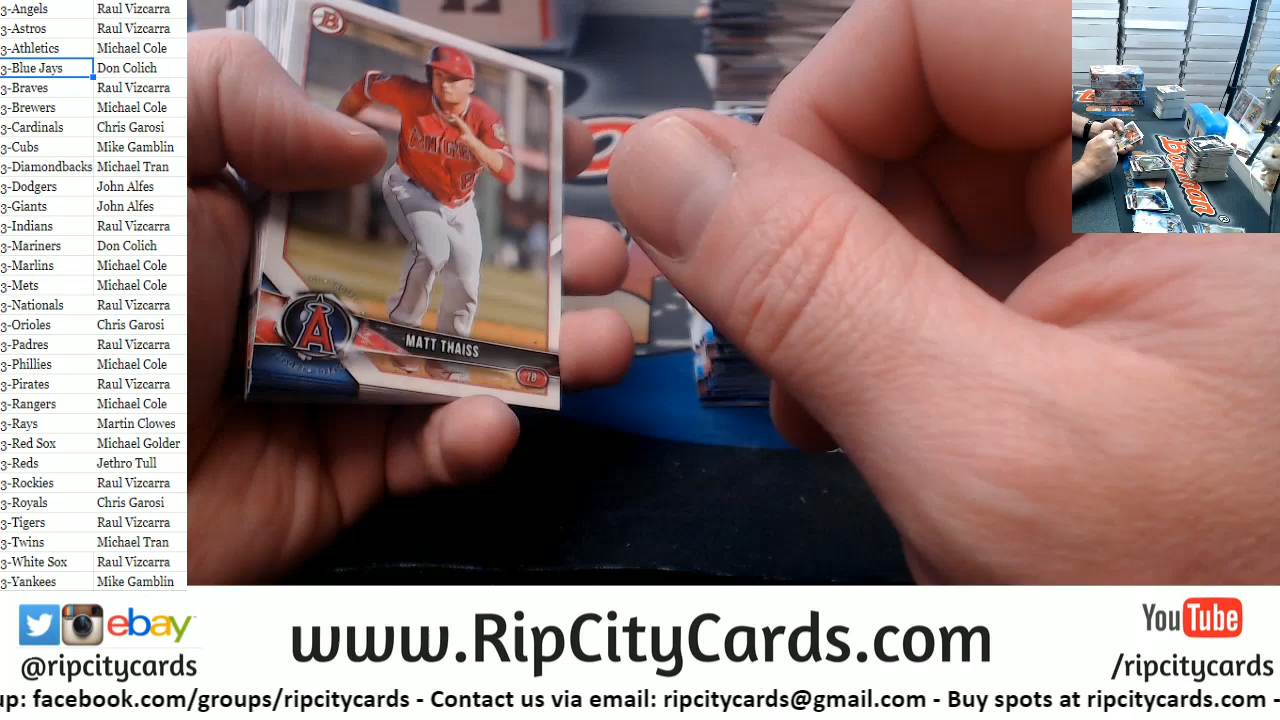 3-Angels Raul Vizcarra
3-Astros Raul Vizcarra
3-Athletics Michael Cole
3-Blue Jays Don Colich
3-Braves Raul Vizcarra
3-Brewers Michael Cole
3-Cardinals Chris Garosi
3-Cubs Mike Gamblin
3-Diamondbacks Michael Tran
3-Dodgers John Alfes
3-Giants John Alfes
3-Indians Raul Vizcarra
3-Mariners Don Colich
3-Marlins Michael Cole
3-Mets Michael Cole
3-Nationals Raul Vizcarra
3-Orioles Chris Garosi
3-Padres Raul Vizcarra
3-Phillies Michael Cole
3-Pirates Raul Vizcarra
3-Rangers Michael Cole
3-Rays Martin Clowes
3-Red Sox Michael Golder
3-Reds Jethro Tull
3-Rockies Raul Vizcarra
3-Royals Chris Garosi
3-Tigers Raul Vizcarra
3-Twins Michael Tran
3-White Sox Raul Vizcarra
3-Yankees Mike Gamblin
B
A
MATT THAISS
1B
Bowman
ebay
@ripcitycards
www.RipCityCards.com
YouTube
/ripcitycards
up: facebook.com/groups/ripcitycards - Contact us via email: ripcitycards@gmail.com - Buy spots at ripcitycards.com -